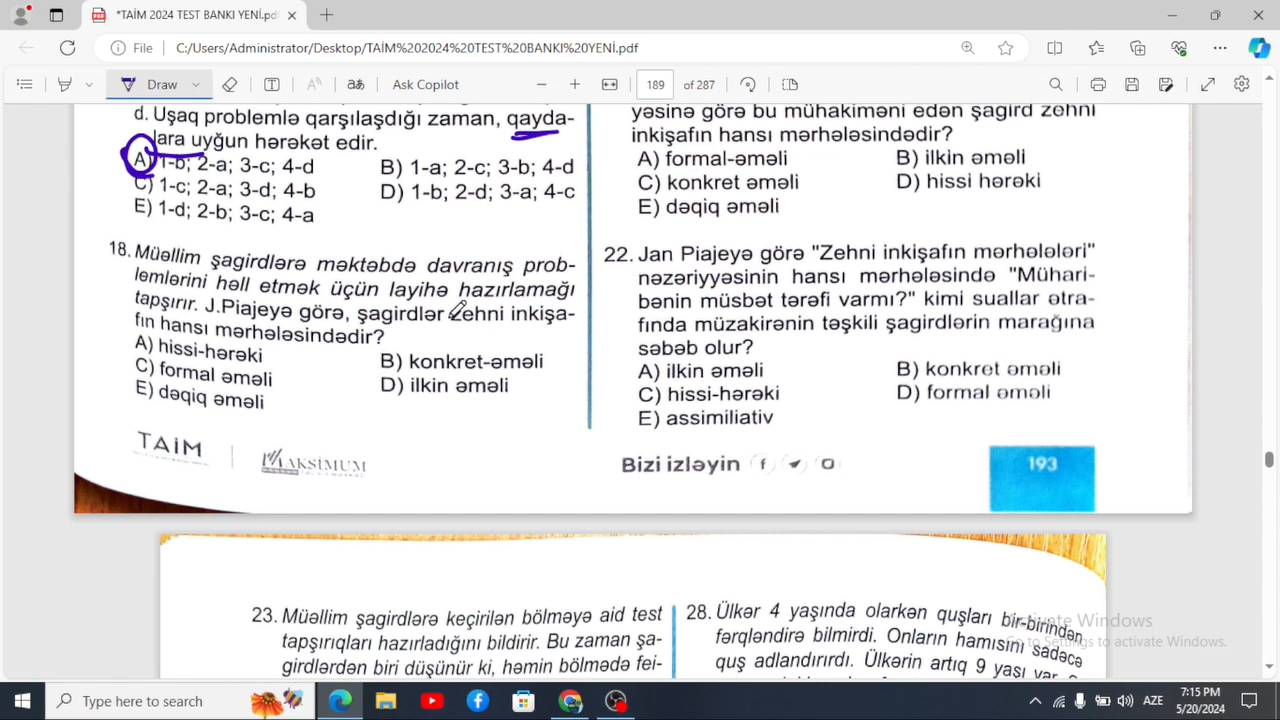 *TAİM 2024 TEST BANKI YENİ.pd
File
C:/Users/Administrator/Desktop/TAİM%202024%20TEST%20BANKI%20YENİ.pdf
Draw
Ask Copilot
189 of 287
d. Uşaq problemlə qarşılaşdığı zaman, qayda-
lara uyğun hərəkət edir.
A) 1-b; 2-a; 3-c; 4-d
B) 1-a; 2-c; 3-b; 4-d
C) 1-c; 2-a; 3-d; 4-b
D) 1-b; 2-d; 3-a; 4-c
E) 1-d; 2-b; 3-c; 4-a
18. Müəllim şagirdlərə məktəbdə davranış prob-
lemlərini həll etmək üçün layihə hazırlamağı
tapşırır. J.Piajeyə görə, şagirdlər zehni inkişa-
fın hansı mərhələsindədir?
A) hissi-hərəki
B) konkret-əməli
C) formal əməli
D) ilkin əməli
E) dəqiq əməli
yəsinə görə bu mühakiməni edən şagird zehni
inkişafın hansı mərhələsindədir?
A) formal-əməli
B) ilkin əməli
C) konkret əməli
D) hissi hərəki
E) dəqiq əməli
22. Jan Piajeyə görə "Zehni inkişafın mərhələləri"
nəzəriyyəsinin hansı mərhələsində "Mühari-
bənin müsbət tərəfi varmı?" kimi suallar ətra-
fında müzakirənin təşkili şagirdlərin marağına
səbəb olur?
A) ilkin əməli
B) konkret əməli
C) hissi-hərəki
D) formal əməli
E) assimiliativ
TAİM
MAKSİMUM
Bizi izləyin
193
23. Müəllim şagirdlərə keçirilən bölməyə aid test
tapşırıqları hazırladığını bildirir. Bu zaman şa-
girdlərdən biri düşünür ki, həmin bölmədə fei-
28. Ülkər 4 yaşında olarkən quşları bir-birindən
fərqləndirə bilmirdi. Onların hamısını sadəcə
quş adlandırırdı. Ülkərin artıq 9 yaşı var
Activate Windows
Go to Settings to activate Windows.
Type here to search
AZE
7:15 PM
5/20/2024